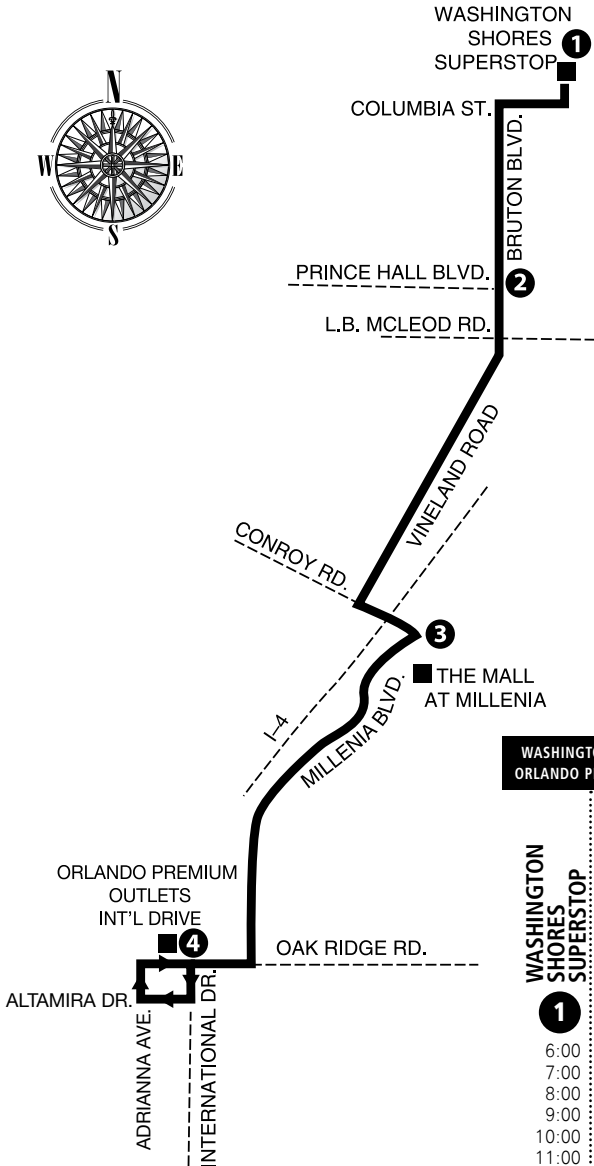 WASHINGTON
SHORES
SUPERSTOP
1
N
W E
S
COLUMBIA ST.
BRUTON BLVD.
PRINCE HALL BLVD.
2
L.B. MCLEOD RD.
VINELAND ROAD
CONROY RD.
3
THE MALL
AT MILLENIA
I–4
MILLENIA BLVD.
ORLANDO PREMIUM
OUTLETS
INT'L DRIVE
4
OAK RIDGE RD.
ALTAMIRA DR.
ADRIANNA AVE.
INTERNATIONAL DR.
ORLANDO
WASHINGTON
SHORES
SUPERSTOP
1
6:00
7:00
8:00
9:00
10:00
11:00